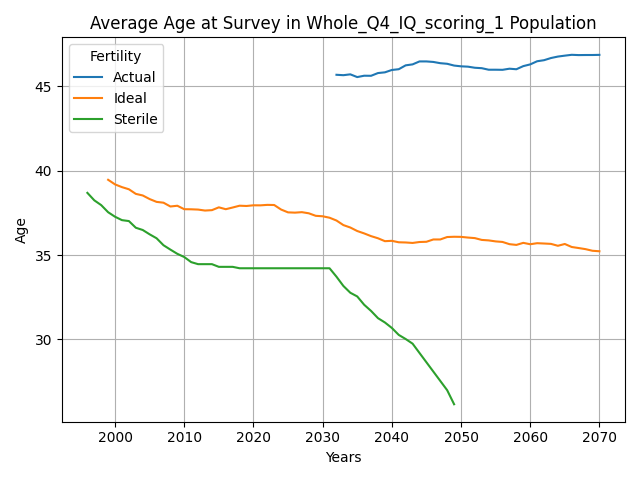 Average Age at Survey in Whole_Q4_IQ_scoring_1 Population
Fertility
Actual
Ideal
Sterile
45
40
35
30
Age
2000 2010 2020 2030 2040 2050 2060 2070
Years